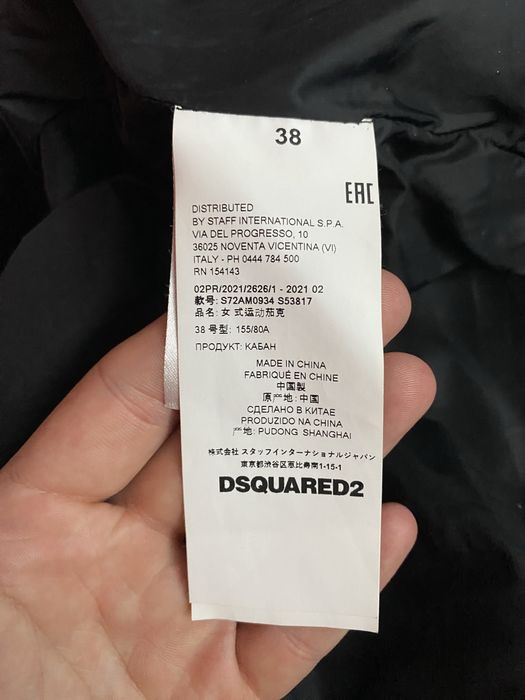 38
EAC
DISTRIBUTED
BY STAFF INTERNATIONAL S.P.A.
VIA DEL PROGRESSO, 10
36025 NOVENTA VICENTINA (VI)
ITALY - PH 0444 784 500
RN 154143
02PR/2021/2626/1 - 2021 02
款号: S72AM0934 S53817
品名: 女 式运动茄克
38 号型: 155/80A
ПРОДУКТ: КАБАН
MADE IN CHINA
FABRIQUÉ EN CHINE
中国製
原产地: 中国
СДЕЛАНО В КИТАЕ
PRODUZIDO NA CHINA
产地: PUDONG SHANGHAI
株式会社 スタッフインターナショナルジャパン
東京都渋谷区恵比寿南1-15-1
DSQUARED2